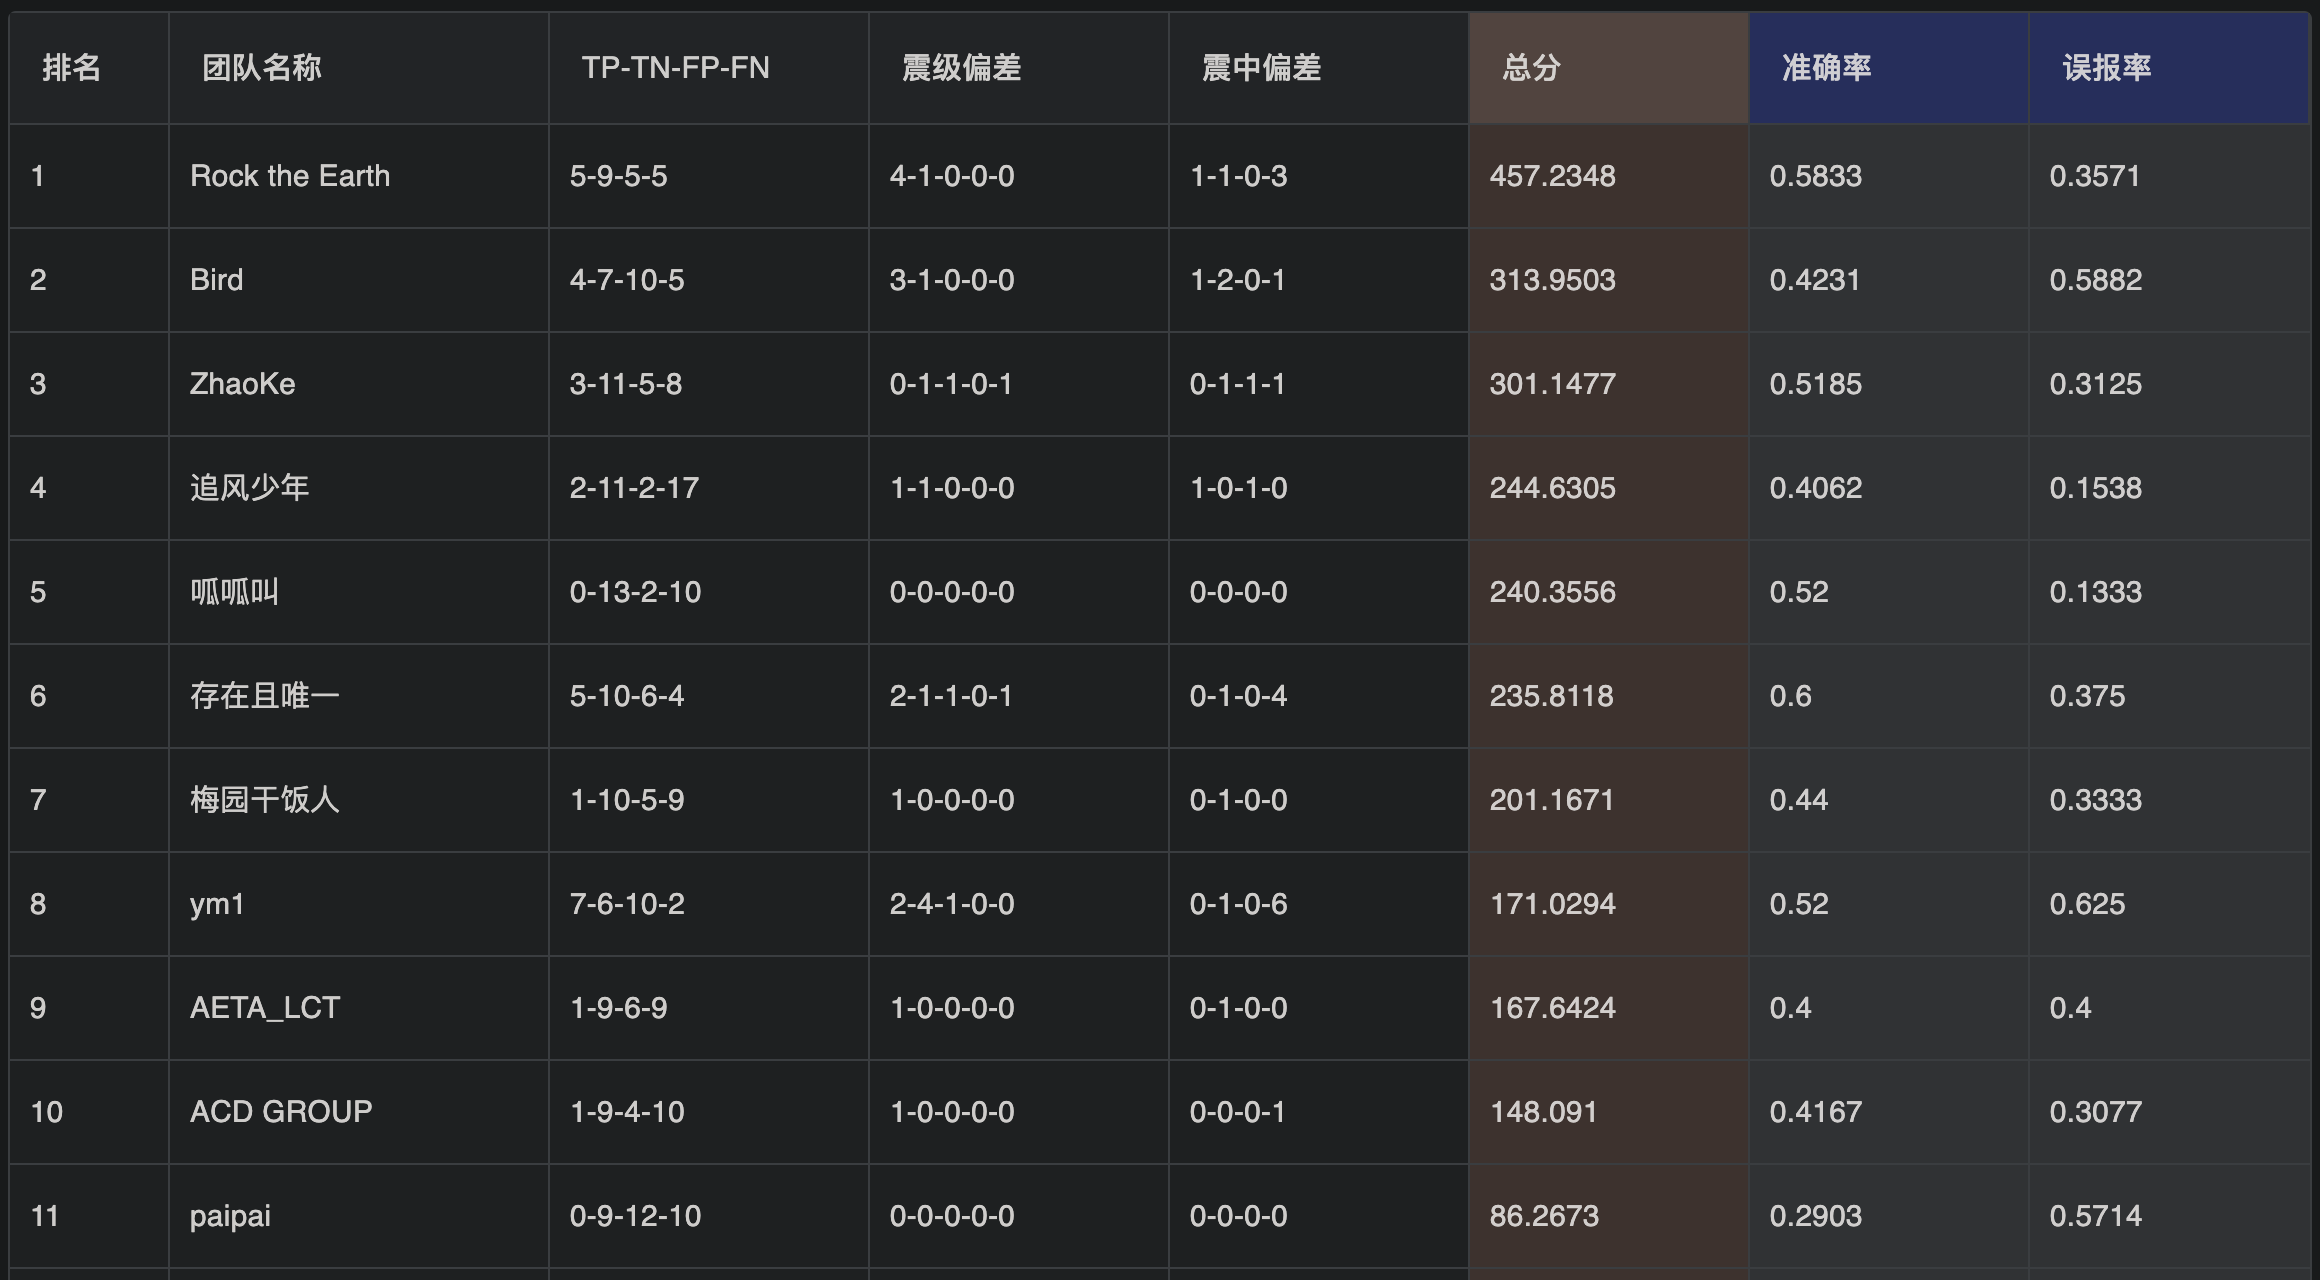 排名 团队名称 TP-TN-FP-FN 震级偏差 震中偏差 总分 准确率 误报率
1 Rock the Earth 5-9-5-5 4-1-0-0-0 1-1-0-3 457.2348 0.5833 0.3571
2 Bird 4-7-10-5 3-1-0-0-0 1-2-0-1 313.9503 0.4231 0.5882
3 ZhaoKe 3-11-5-8 0-1-1-0-1 0-1-1-1 301.1477 0.5185 0.3125
4 追风少年 2-11-2-17 1-1-0-0-0 1-0-1-0 244.6305 0.4062 0.1538
5 呱呱叫 0-13-2-10 0-0-0-0-0 0-0-0-0 240.3556 0.52 0.1333
6 存在且唯一 5-10-6-4 2-1-1-0-1 0-1-0-4 235.8118 0.6 0.375
7 梅园干饭人 1-10-5-9 1-0-0-0-0 0-1-0-0 201.1671 0.44 0.3333
8 ym1 7-6-10-2 2-4-1-0-0 0-1-0-6 171.0294 0.52 0.625
9 AETA_LCT 1-9-6-9 1-0-0-0-0 0-1-0-0 167.6424 0.4 0.4
10 ACD GROUP 1-9-4-10 1-0-0-0-0 0-0-0-1 148.091 0.4167 0.3077
11 paipai 0-9-12-10 0-0-0-0-0 0-0-0-0 86.2673 0.2903 0.5714